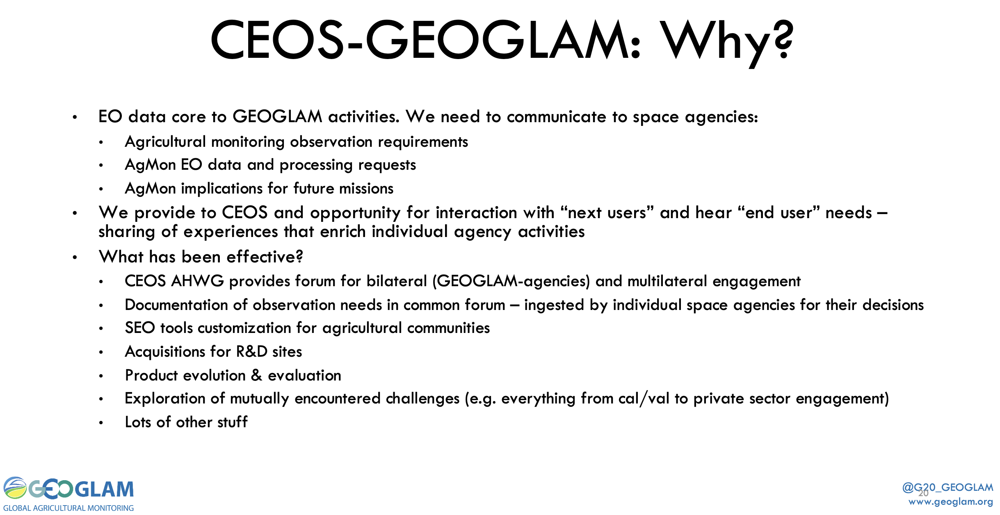 CEOS-GEOGLAM: Why?
• EO data core to GEOGLAM activities. We need to communicate to space agencies:
• Agricultural monitoring observation requirements
• AgMon EO data and processing requests
• AgMon implications for future missions
• We provide to CEOS and opportunity for interaction with “next users” and hear “end user” needs –
sharing of experiences that enrich individual agency activities
• What has been effective?
• CEOS AHWG provides forum for bilateral (GEOGLAM-agencies) and multilateral engagement
• Documentation of observation needs in common forum – ingested by individual space agencies for their decisions
• SEO tools customization for agricultural communities
• Acquisitions for R&D sites
• Product evolution & evaluation
• Exploration of mutually encountered challenges (e.g. everything from cal/val to private sector engagement)
• Lots of other stuff
GEOGLAM
GLOBAL AGRICULTURAL MONITORING
@G20_GEOGLAM
20
www.geoglam.org